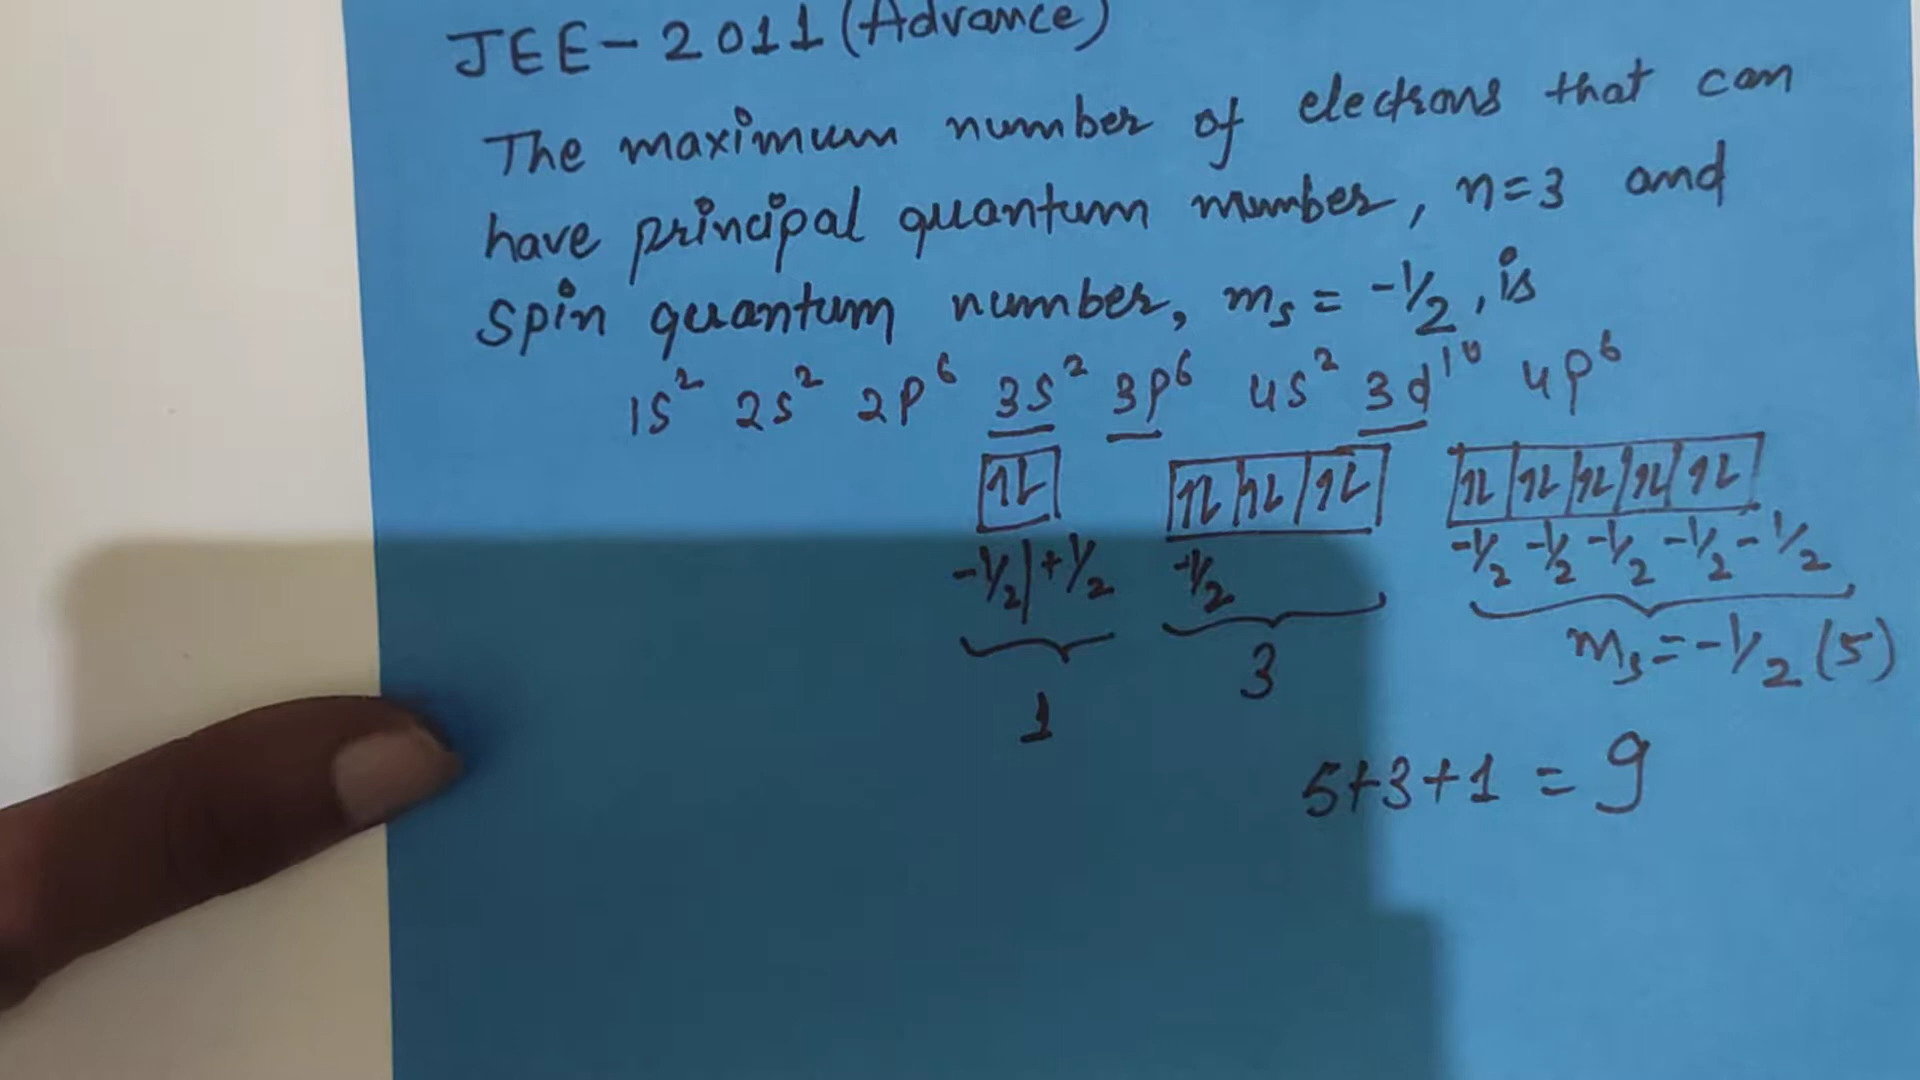 JEE-2011 (Advance)
The maximum number of electrons that can
have principal quantum number, n=3 and
spin quantum number, mₛ = -1/2, is
1s² 2s² 2p⁶ 3s² 3p⁶ 4s² 3d¹⁰ 4p⁶
↑↓ ↑↓ ↑↓ ↑↓ ↑↓ ↑↓ ↑↓ ↑↓ ↑↓
-1/2 | +1/2 -1/2 -1/2 -1/2 -1/2 -1/2 -1/2
1 3 mₛ = -1/2 (5)
5+3+1 = 9